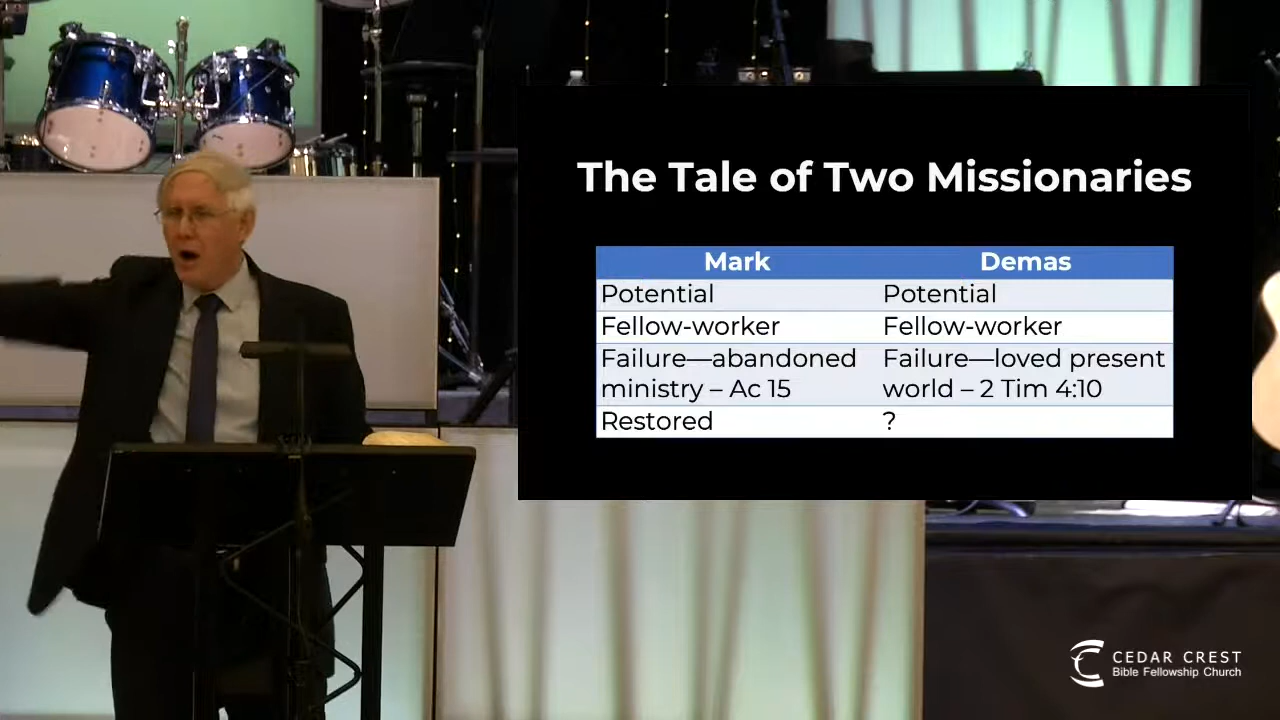 The Tale of Two Missionaries
Mark Demas
Potential Potential
Fellow-worker Fellow-worker
Failure—abandoned Failure—loved present
ministry – Ac 15 world – 2 Tim 4:10
Restored ?
CEDAR CREST
Bible Fellowship Church